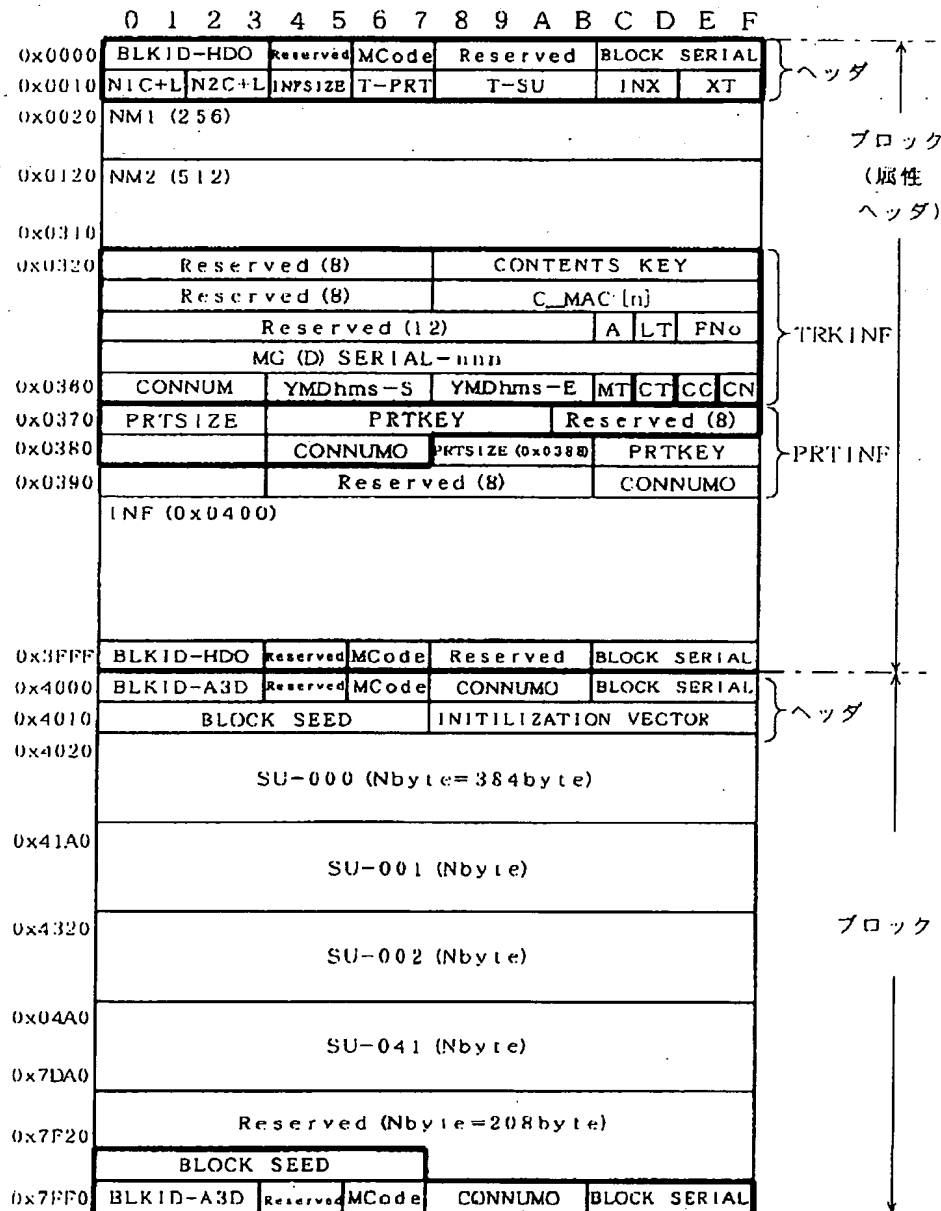 0 1 2 3 4 5 6 7 8 9 A B C D E F
0x0000 BLKID-HD0 Reserved MCode Reserved BLOCK SERIAL
0x0010 N1C+L N2C+L INFSIZE T-PRT T-SU INX XT
ヘッダ
0x0020 NM1 (256)
0x0120 NM2 (512)
0x0310
ブロック
(属性
ヘッダ)
0x0320 Reserved (8) CONTENTS KEY
Reserved (8) C_MAC [n]
Reserved (12) A LT FNo
MG (D) SERIAL-nnn
0x0360 CONNUM YMDhms-S YMDhms-E MT CT CC CN
TRKINF
0x0370 PRTSIZE PRTKEY Reserved (8)
0x0380 CONNUM0 PRTSIZE (0x0388) PRTKEY
0x0390 Reserved (8) CONNUM0
PRTINF
INF (0x0400)
0x3FFF BLKID-HD0 Reserved MCode Reserved BLOCK SERIAL
0x4000 BLKID-A3D Reserved MCode CONNUM0 BLOCK SERIAL
0x4010 BLOCK SEED INITILIZATION VECTOR
ヘッダ
0x4020
SU-000 (Nbyte=384byte)
0x41A0
SU-001 (Nbyte)
0x4320
SU-002 (Nbyte)
ブロック
0x04A0
SU-041 (Nbyte)
0x7DA0
Reserved (Nbyte=208byte)
0x7F20
BLOCK SEED
0x7FF0 BLKID-A3D Reserved MCode CONNUM0 BLOCK SERIAL